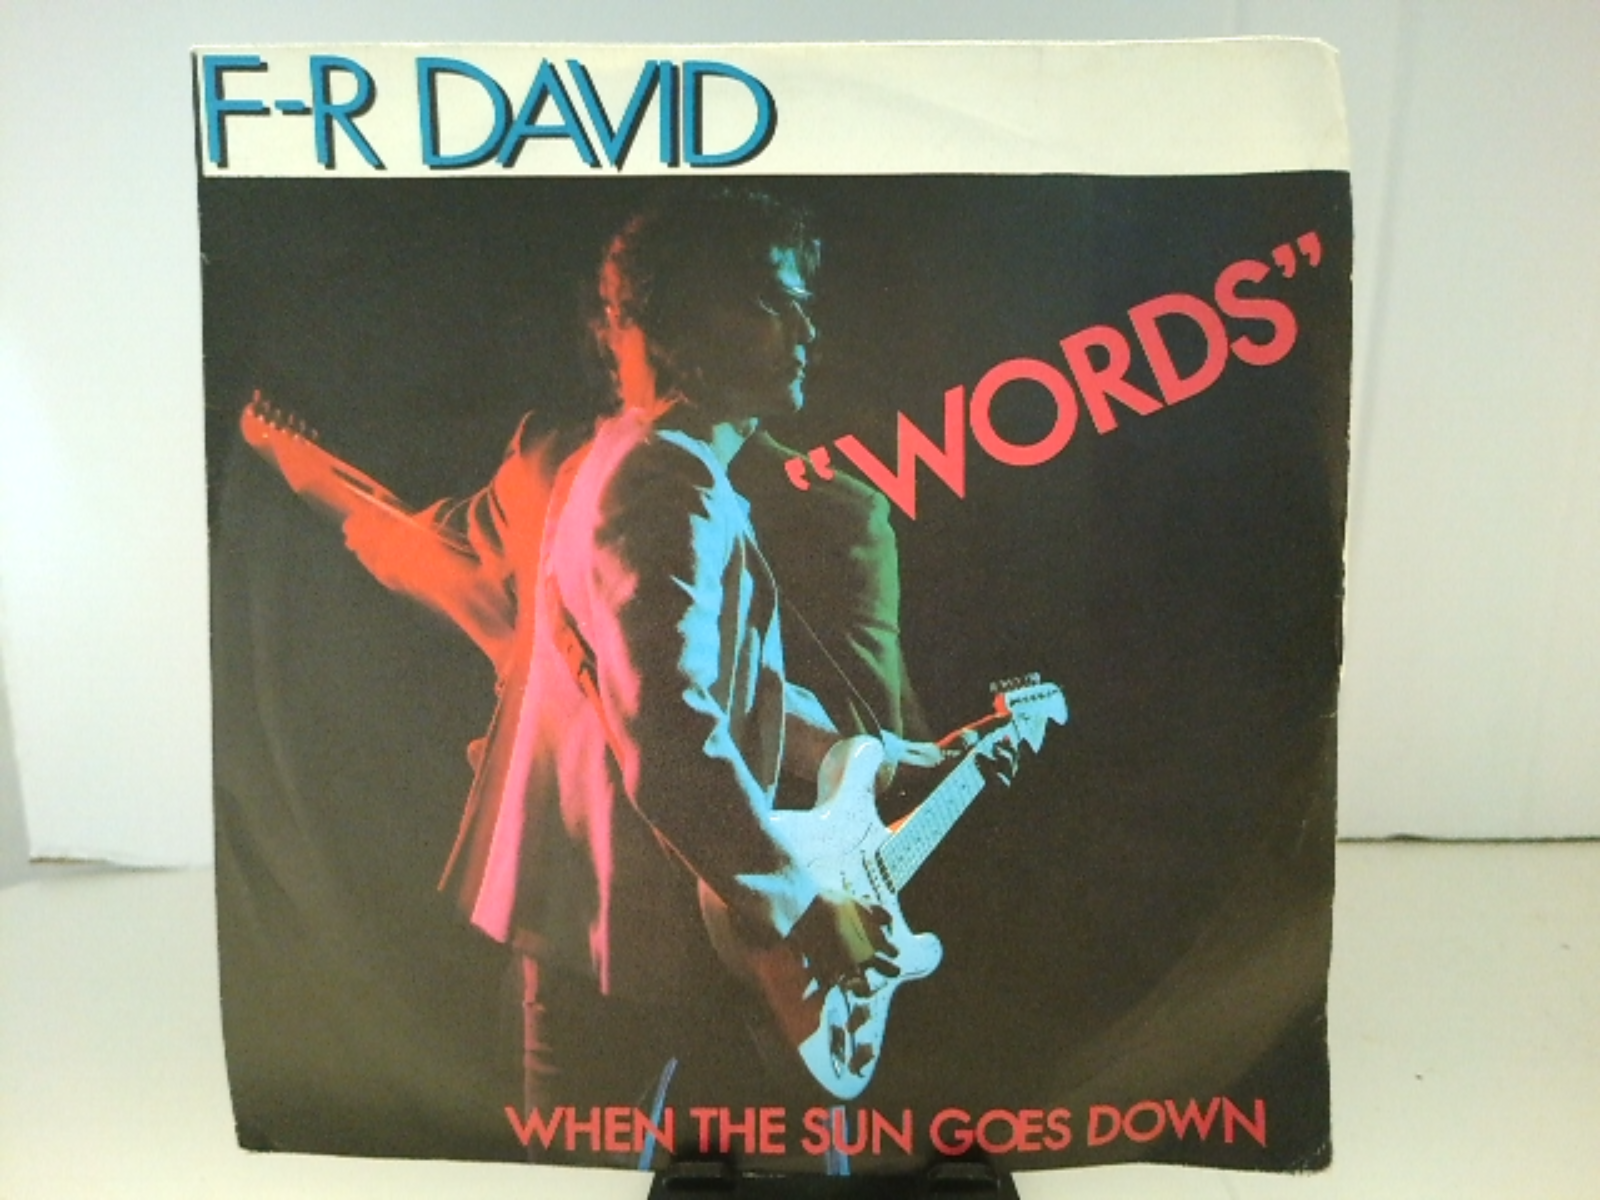 F-R DAVID
“WORDS”
WHEN THE SUN GOES DOWN